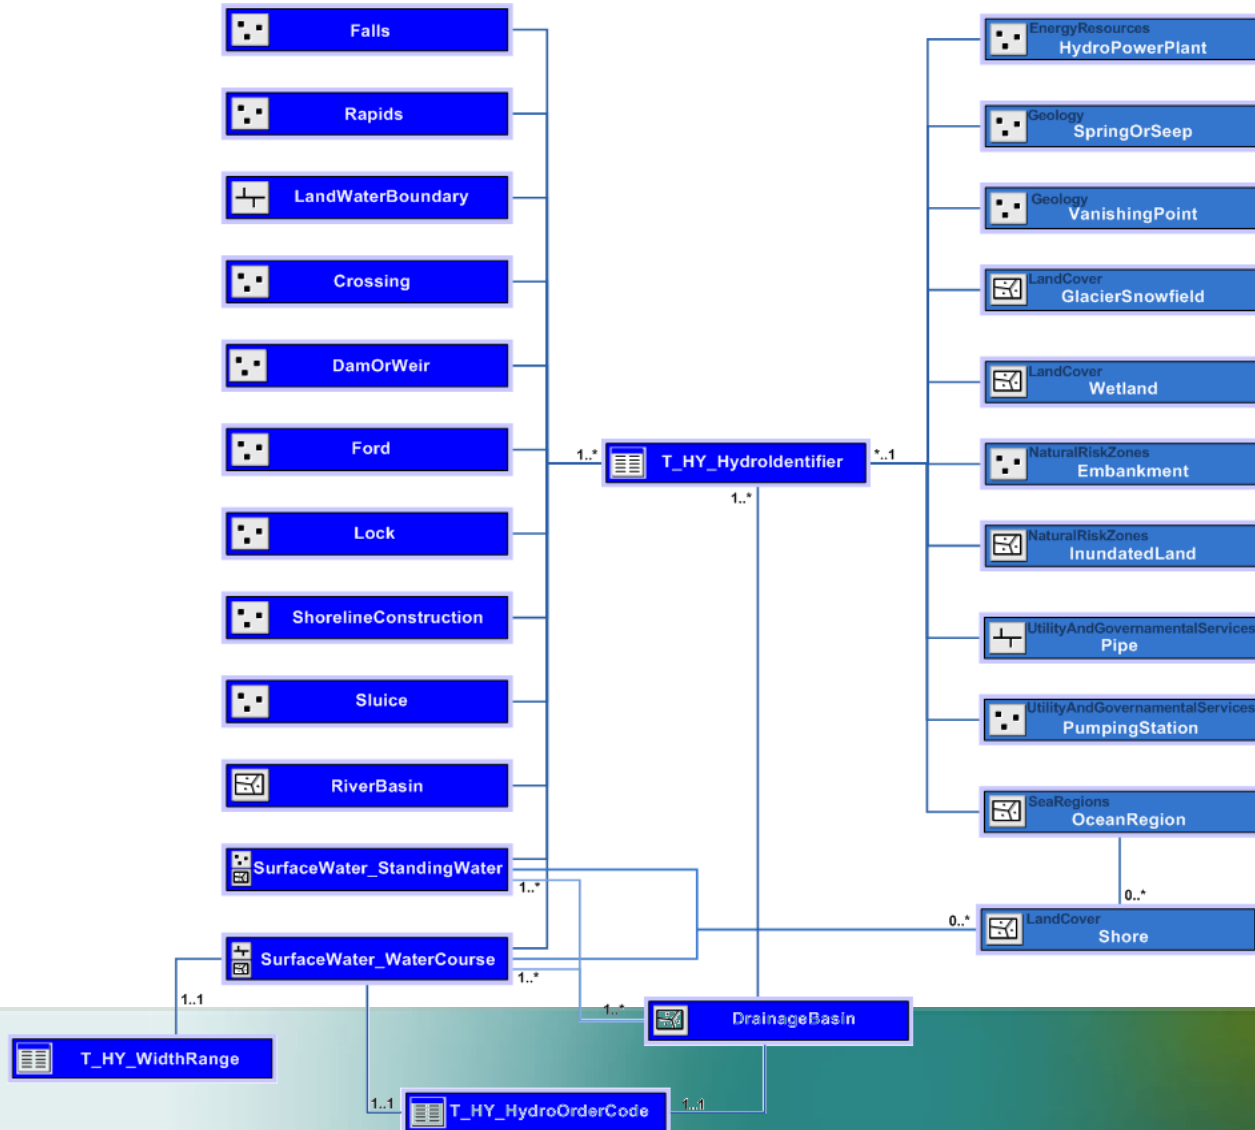 Falls
Rapids
LandWaterBoundary
Crossing
DamOrWeir
Ford
Lock
ShorelineConstruction
Sluice
RiverBasin
SurfaceWater_StandingWater
1..*
SurfaceWater_WaterCourse
1..*
1..1
T_HY_WidthRange
1..*
T_HY_HydroIdentifier
*..1
1..*
1..*
DrainageBasin
1..1
T_HY_HydroOrderCode
1..1
EnergyResources
HydroPowerPlant
Geology
SpringOrSeep
Geology
VanishingPoint
LandCover
GlacierSnowfield
LandCover
Wetland
NaturalRiskZones
Embankment
NaturalRiskZones
InundatedLand
UtilityAndGovernamentalServices
Pipe
UtilityAndGovernamentalServices
PumpingStation
SeaRegions
OceanRegion
0..*
0..*
LandCover
Shore